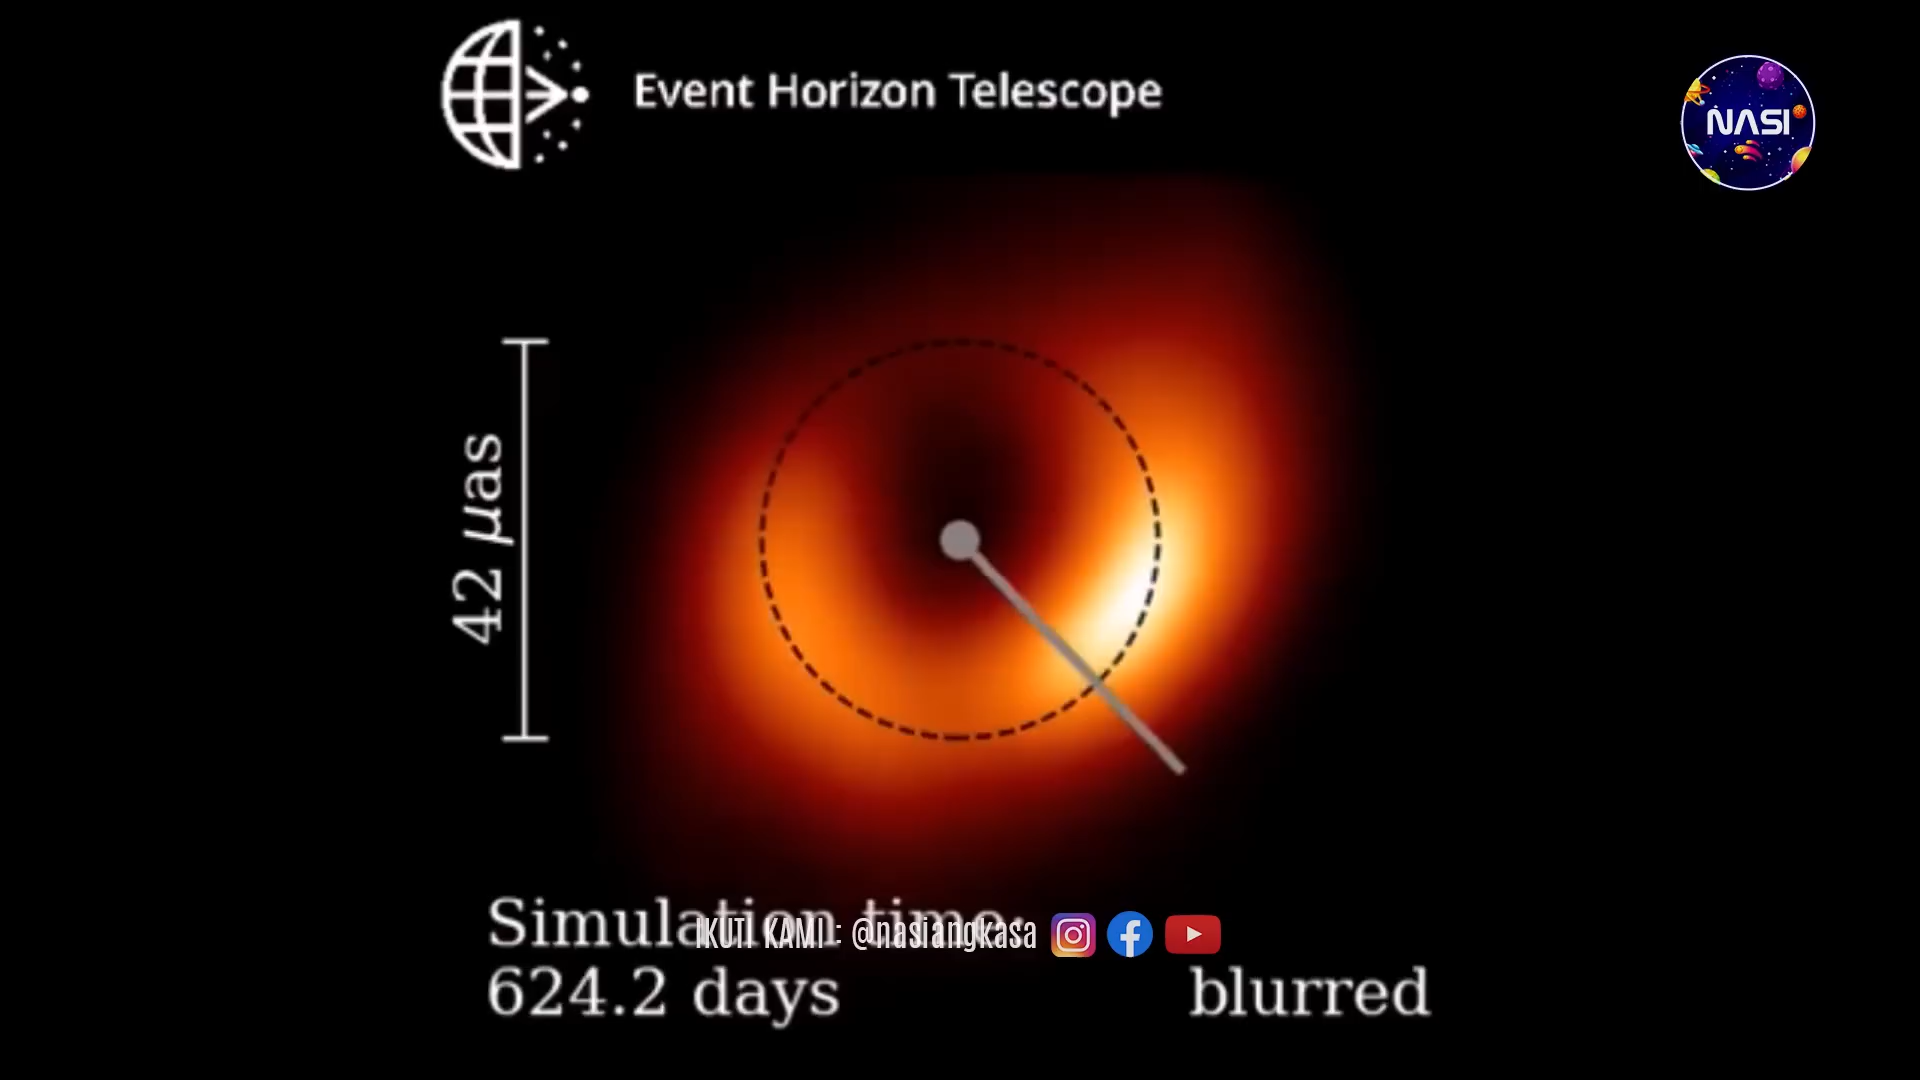 Event Horizon Telescope
NASI
42 μas
Simulation time:
IKUTI KAMI : @nasiangkasa
624.2 days
blurred